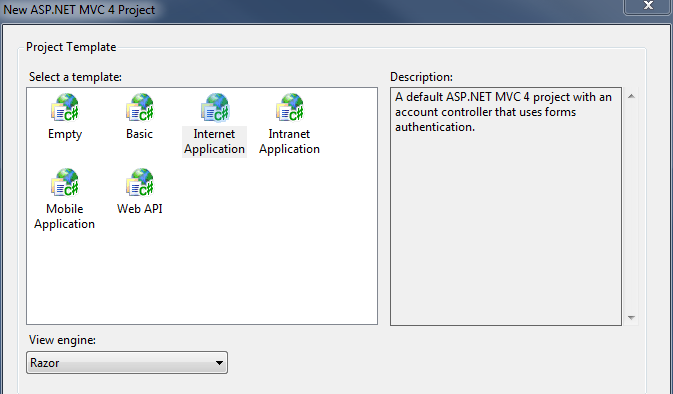 New ASP.NET MVC 4 Project
Project Template
Select a template:
Description:
Empty
Basic
Internet
Application
Intranet
Application
Mobile
Application
Web API
A default ASP.NET MVC 4 project with an
account controller that uses forms
authentication.
View engine:
Razor